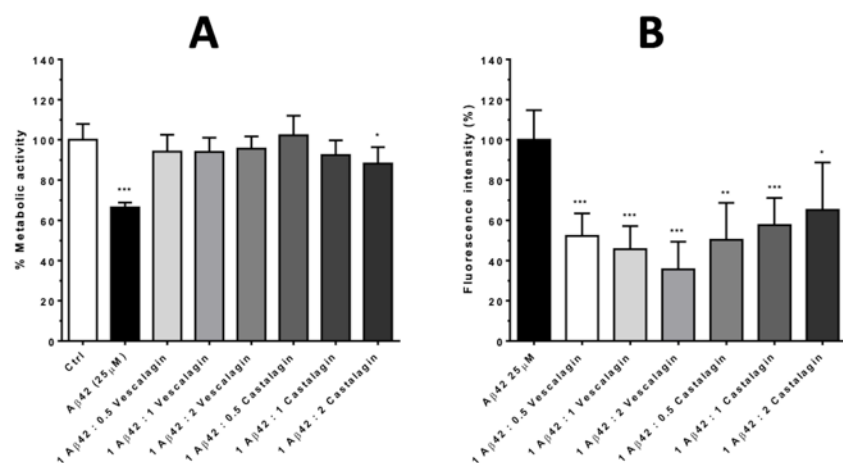 A
% Metabolic activity
140
120
100
80
60
40
20
0
***
*
Ctrl
Aβ42 (25μM)
1 Aβ42 : 0.5 Vescalagin
1 Aβ42 : 1 Vescalagin
1 Aβ42 : 2 Vescalagin
1 Aβ42 : 0.5 Castalagin
1 Aβ42 : 1 Castalagin
1 Aβ42 : 2 Castalagin
B
Fluorescence intensity (%)
140
120
100
80
60
40
20
0
***
***
***
**
***
*
Aβ42 25μM
1 Aβ42 : 0.5 Vescalagin
1 Aβ42 : 1 Vescalagin
1 Aβ42 : 2 Vescalagin
1 Aβ42 : 0.5 Castalagin
1 Aβ42 : 1 Castalagin
1 Aβ42 : 2 Castalagin